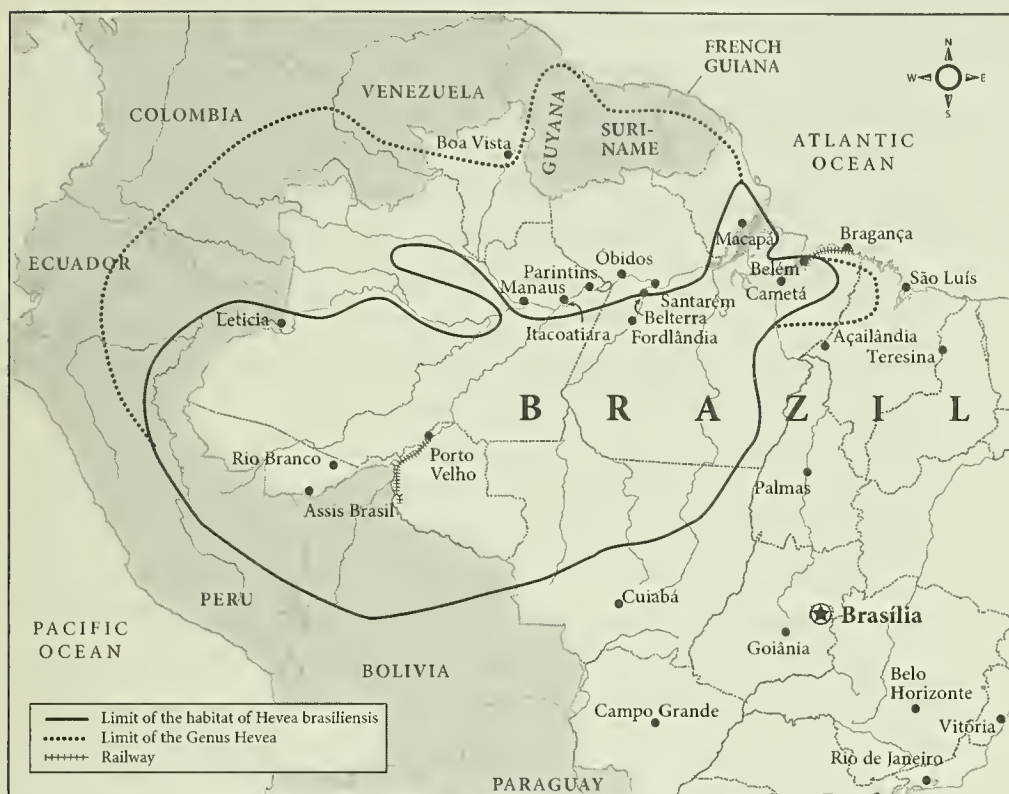 FRENCH
GUIANA
N
W E
S
VENEZUELA
COLOMBIA
GUYANA
SURI-
NAME
ATLANTIC
OCEAN
Boa Vista
ECUADOR
Macapá
Bragança
Óbidos
Belém
Parintins
Manaus
Cametá
São Luís
Santarém
Leticia
Itacoatiara
Belterra
Fordlândia
Açailândia
Teresina
BRAZIL
Rio Branco
Porto
Velho
Palmas
Assis Brasil
PERU
Cuiabá
Brasília
PACIFIC
OCEAN
Goiânia
BOLIVIA
Belo
Horizonte
Campo Grande
Vitória
Limit of the habitat of Hevea brasiliensis
Limit of the Genus Hevea
Railway
Rio de Janeiro
PARAGUAY